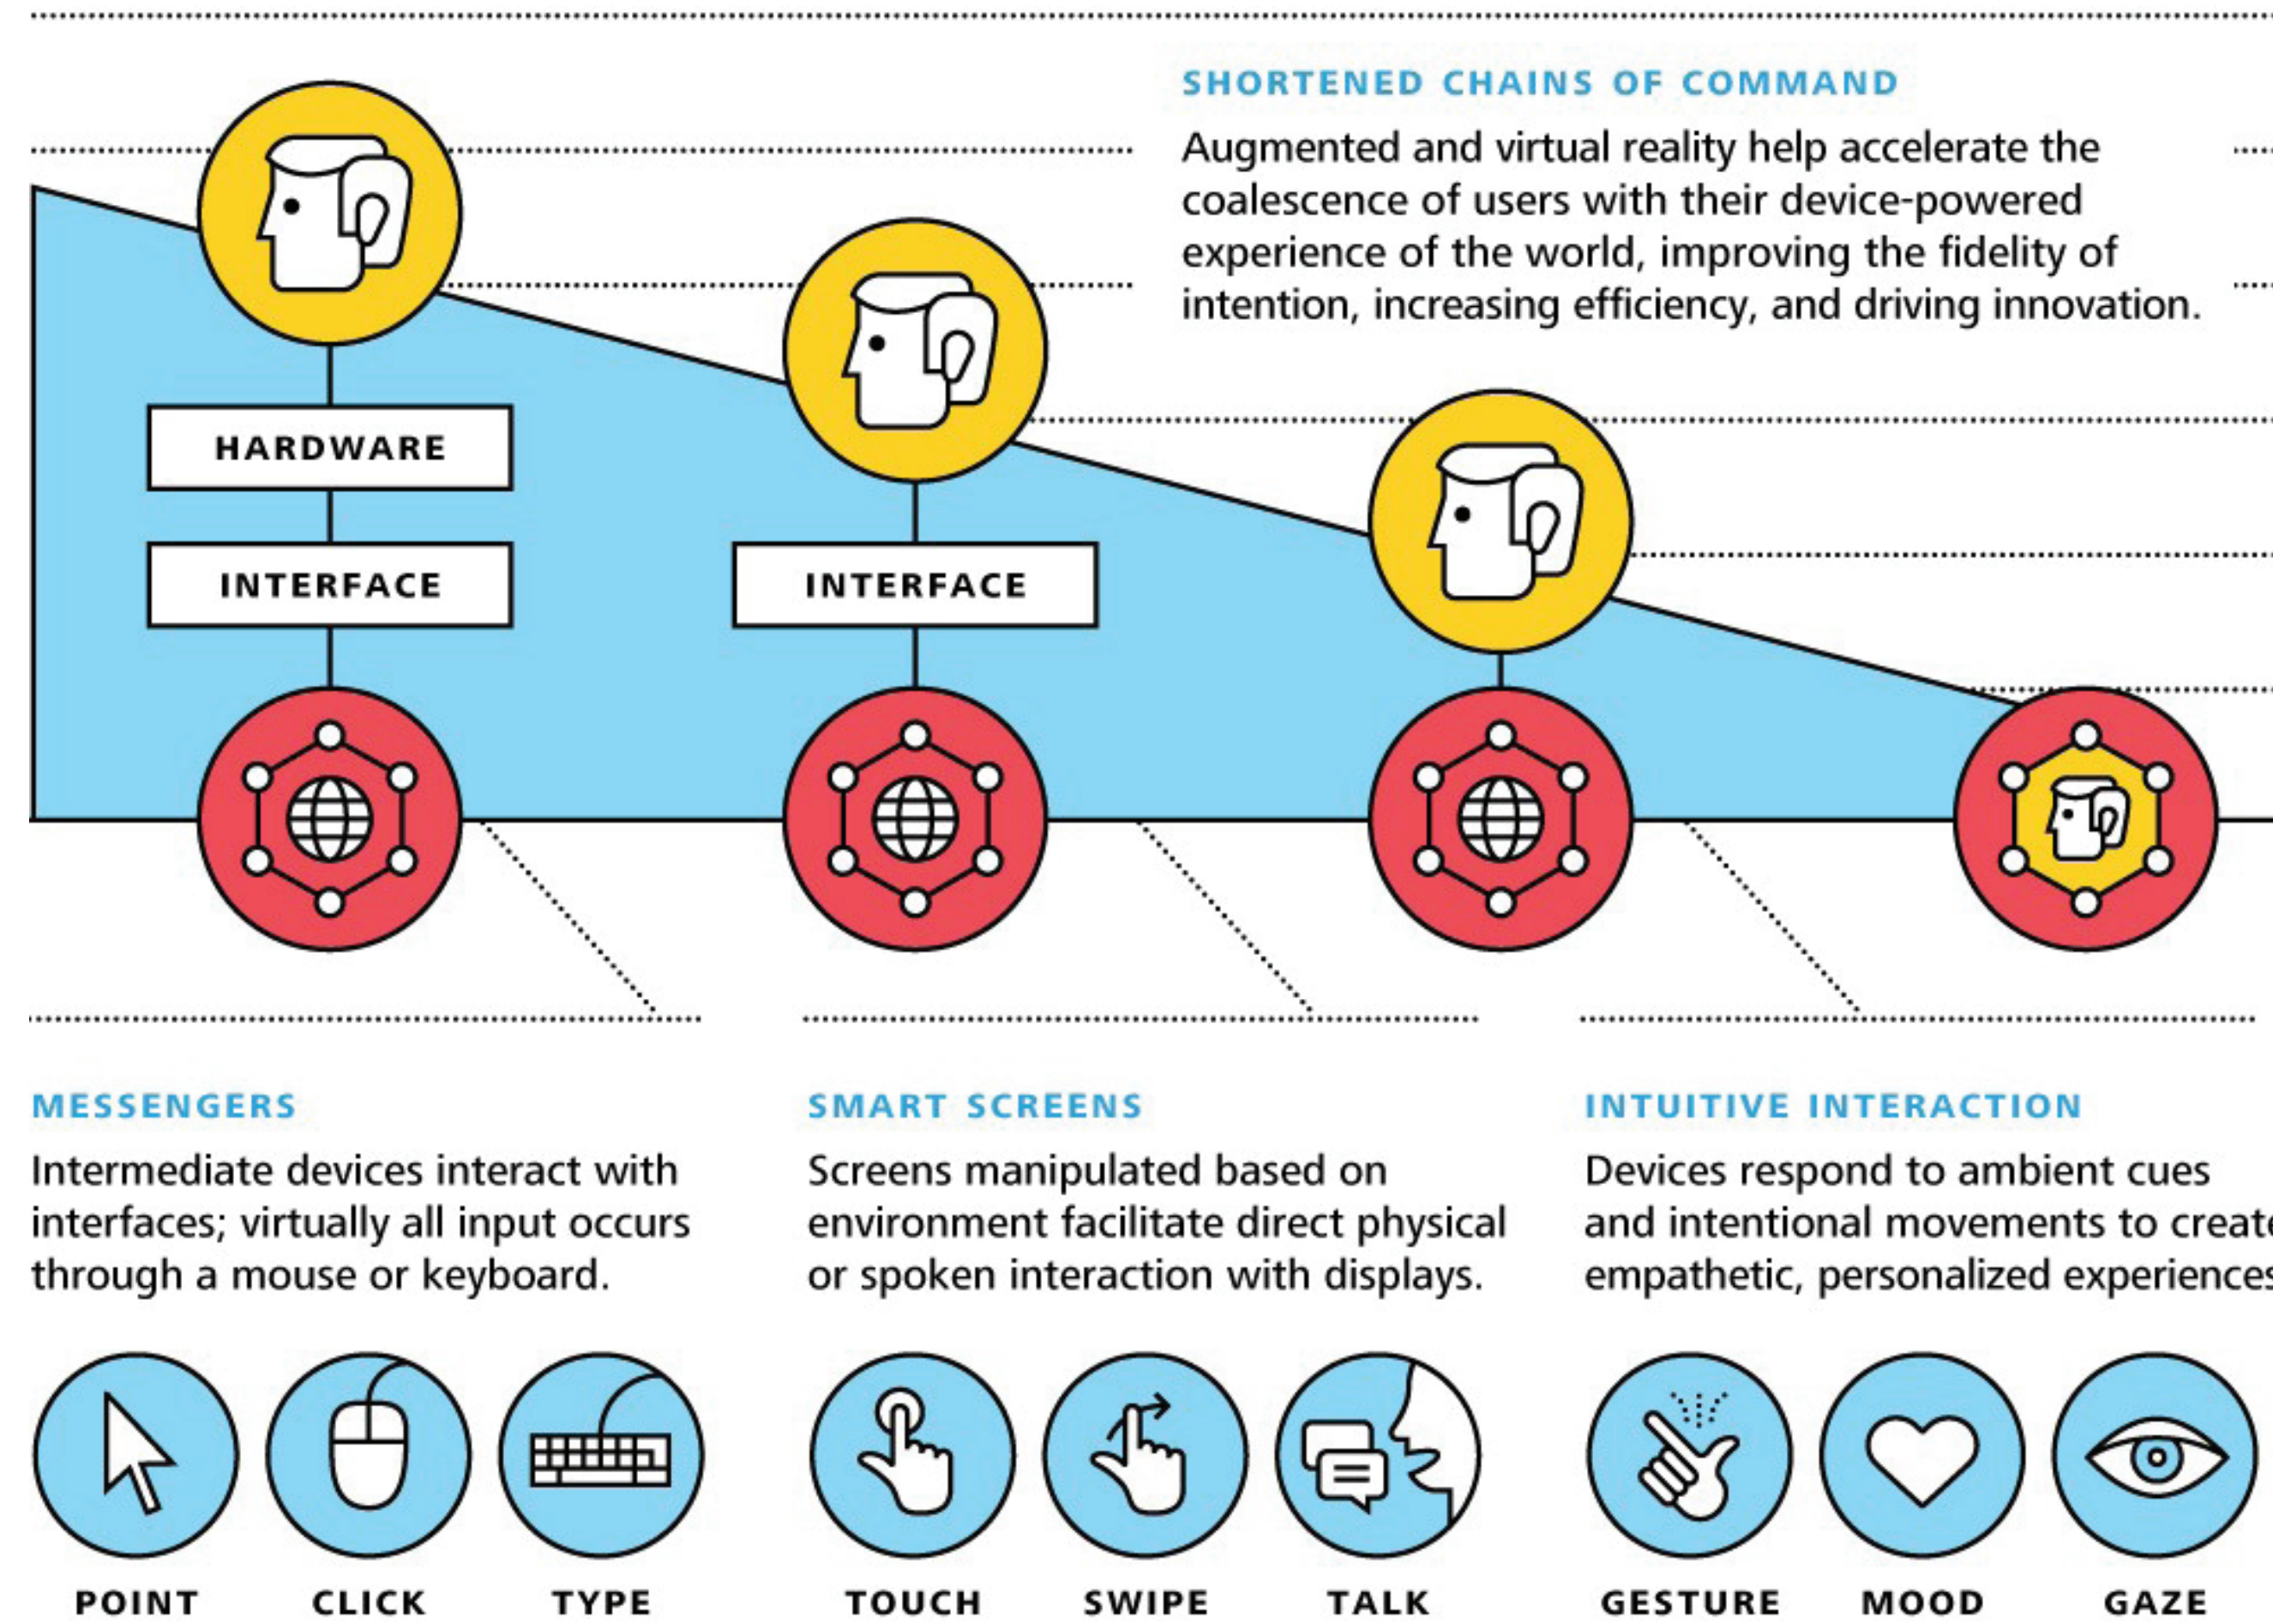 SHORTENED CHAINS OF COMMAND
Augmented and virtual reality help accelerate the
coalescence of users with their device-powered
experience of the world, improving the fidelity of
intention, increasing efficiency, and driving innovation.
HARDWARE
INTERFACE
INTERFACE
MESSENGERS
Intermediate devices interact with
interfaces; virtually all input occurs
through a mouse or keyboard.
POINT
CLICK
TYPE
SMART SCREENS
Screens manipulated based on
environment facilitate direct physical
or spoken interaction with displays.
TOUCH
SWIPE
TALK
INTUITIVE INTERACTION
Devices respond to ambient cues
and intentional movements to create
empathetic, personalized experiences
GESTURE
MOOD
GAZE